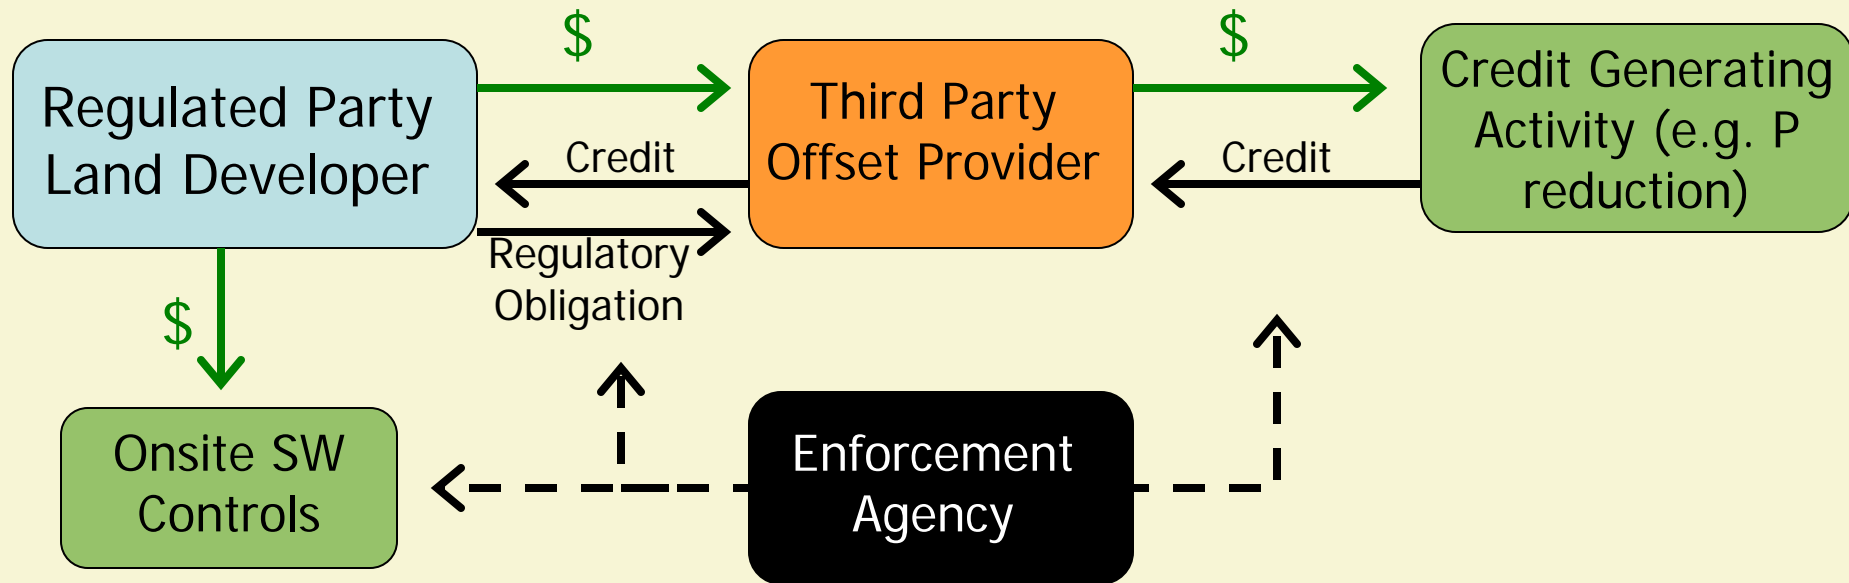 $
$
Regulated Party
Land Developer
Third Party
Offset Provider
Credit Generating
Activity (e.g. P
reduction)
Credit
Credit
Regulatory
Obligation
$
Onsite SW
Controls
Enforcement
Agency